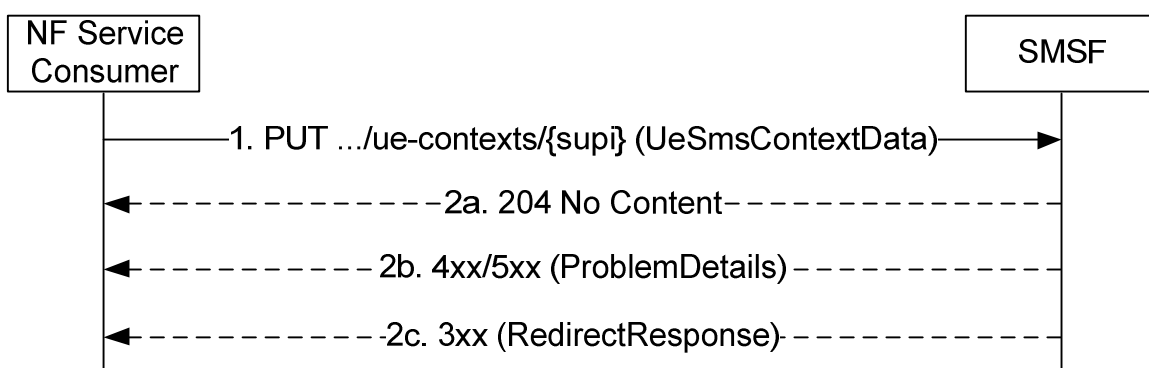 NF Service
Consumer
SMSF
1. PUT .../ue-contexts/{supi} (UeSmsContextData)
2a. 204 No Content
2b. 4xx/5xx (ProblemDetails)
2c. 3xx (RedirectResponse)